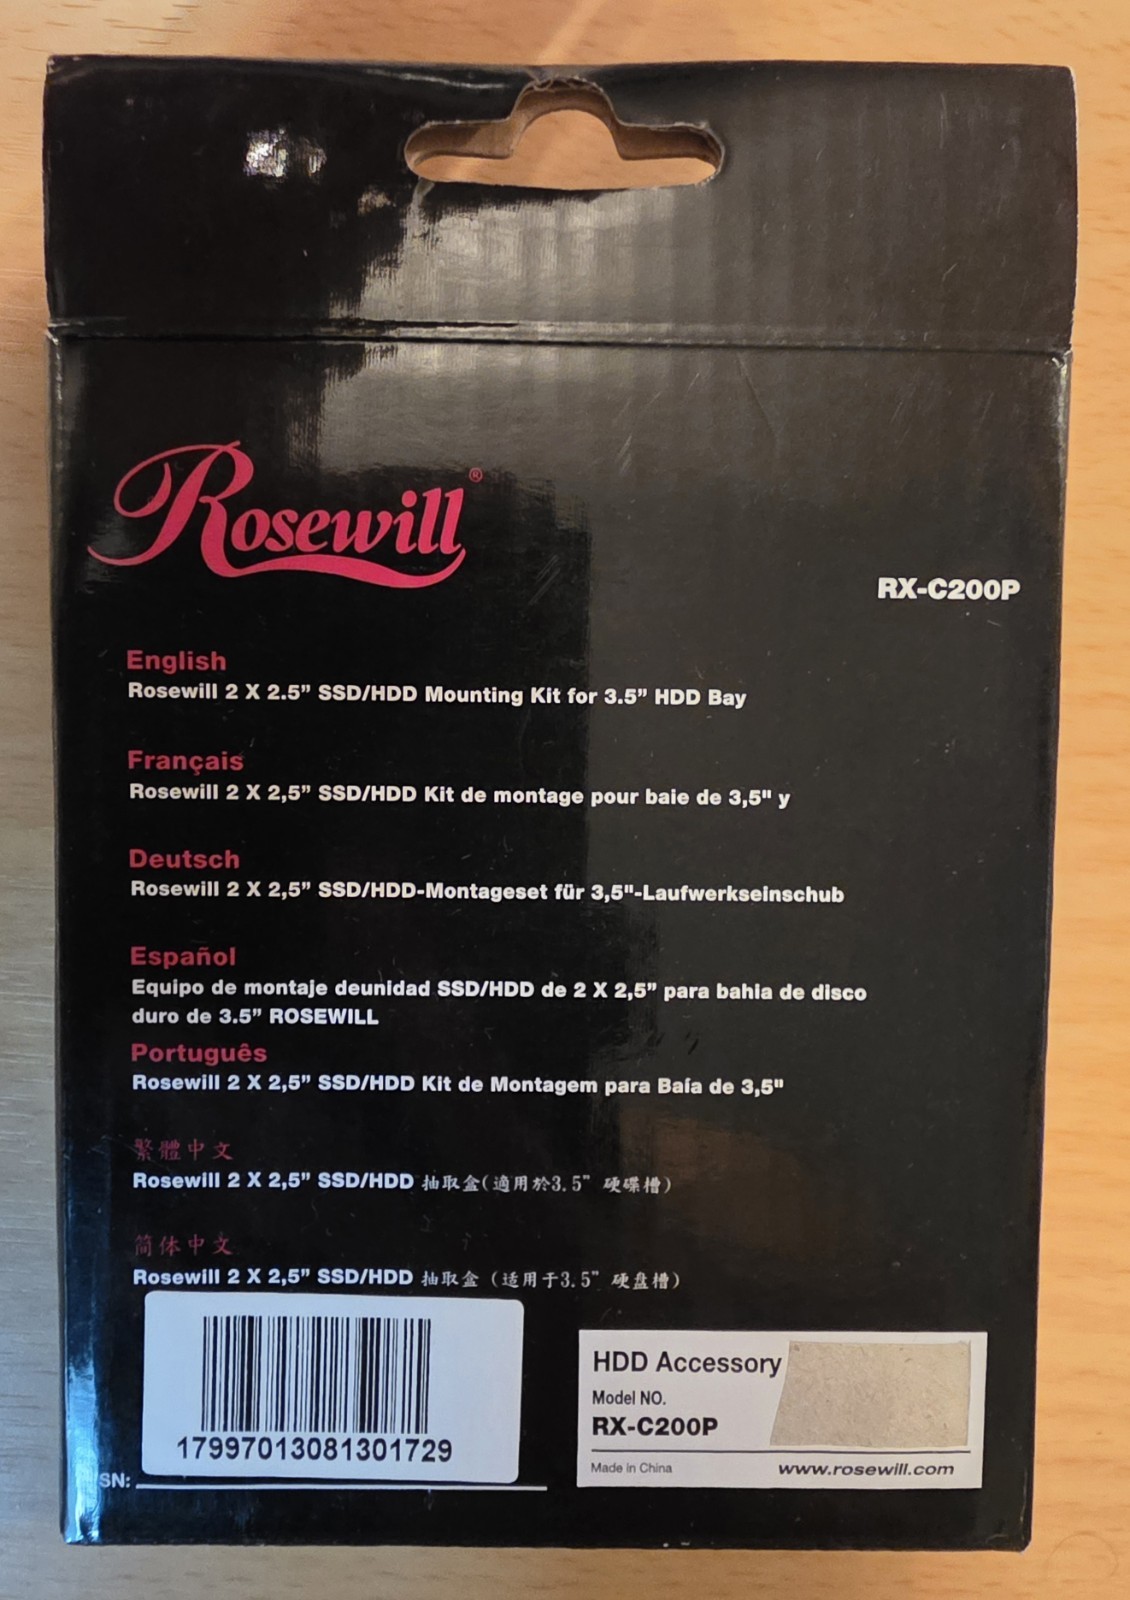 Rosewill®
RX-C200P
English
Rosewill 2 X 2.5” SSD/HDD Mounting Kit for 3.5” HDD Bay
Français
Rosewill 2 X 2,5” SSD/HDD Kit de montage pour baie de 3,5" y
Deutsch
Rosewill 2 X 2,5” SSD/HDD-Montageset für 3,5"-Laufwerkseinschub
Español
Equipo de montaje deunidad SSD/HDD de 2 X 2,5” para bahia de disco
duro de 3.5” ROSEWILL
Português
Rosewill 2 X 2,5” SSD/HDD Kit de Montagem para Baía de 3,5"
繁體中文
Rosewill 2 X 2,5” SSD/HDD 抽取盒(適用於3.5” 硬碟槽)
简体中文
Rosewill 2 X 2,5” SSD/HDD 抽取盒 (适用于3.5” 硬盘槽)
17997013081301729
SN:
HDD Accessory
Model NO.
RX-C200P
Made in China
www.rosewill.com